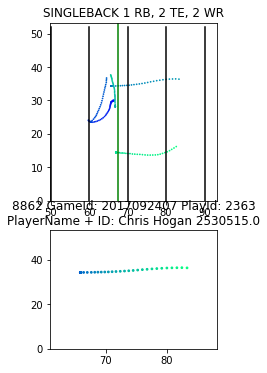 SINGLEBACK 1 RB, 2 TE, 2 WR
50
40
30
20
10
0
50 60 70 80 90
8862 GameId: 2017092407 PlayId: 2363
PlayerName + ID: Chris Hogan 2530515.0
40
20
0
70 80